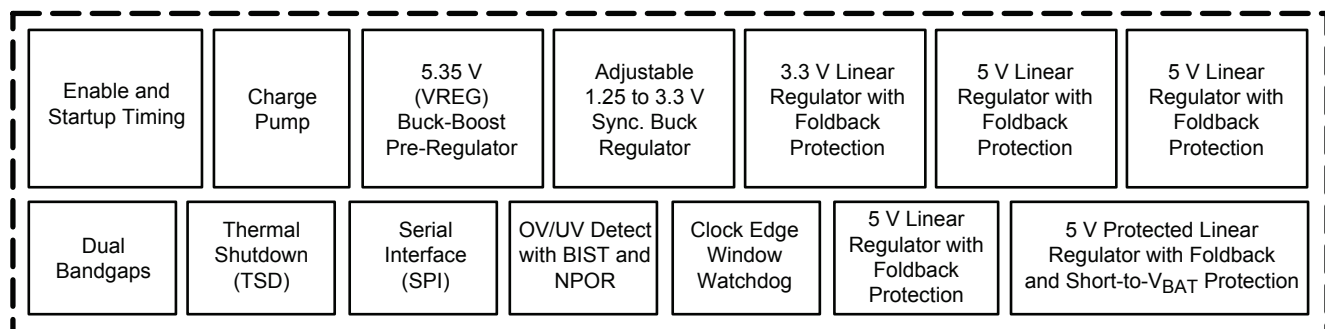 Enable and
Startup Timing
Charge
Pump
5.35 V
(VREG)
Buck-Boost
Pre-Regulator
Adjustable
1.25 to 3.3 V
Sync. Buck
Regulator
3.3 V Linear
Regulator with
Foldback
Protection
5 V Linear
Regulator with
Foldback
Protection
5 V Linear
Regulator with
Foldback
Protection
Dual
Bandgaps
Thermal
Shutdown
(TSD)
Serial
Interface
(SPI)
OV/UV Detect
with BIST and
NPOR
Clock Edge
Window
Watchdog
5 V Linear
Regulator with
Foldback
Protection
5 V Protected Linear
Regulator with Foldback
and Short-to-VBAT Protection